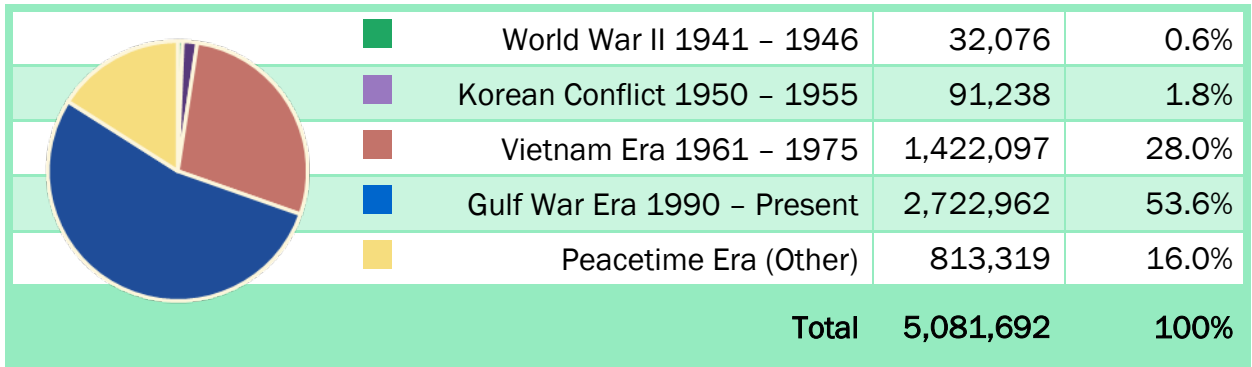 World War II 1941 – 1946 32,076 0.6%
Korean Conflict 1950 – 1955 91,238 1.8%
Vietnam Era 1961 – 1975 1,422,097 28.0%
Gulf War Era 1990 – Present 2,722,962 53.6%
Peacetime Era (Other) 813,319 16.0%
Total 5,081,692 100%